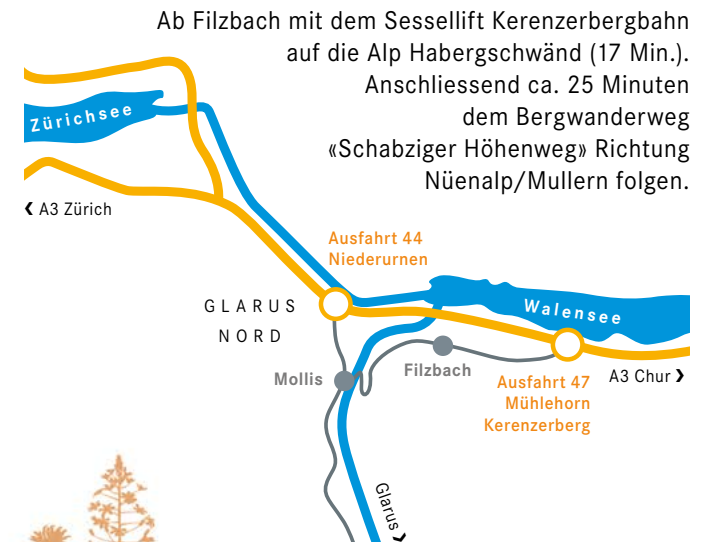 Ab Filzbach mit dem Sessellift Kerenzerbergbahn
auf die Alp Habergschwänd (17 Min.).
Anschliessend ca. 25 Minuten
dem Bergwanderweg
«Schabziger Höhenweg» Richtung
Nüenalp/Mullern folgen.
Zürichsee
❮ A3 Zürich
Ausfahrt 44
Niederurnen
GLARUS
NORD
Walensee
Mollis
Filzbach
Ausfahrt 47
Mühlehorn
Kerenzerberg
A3 Chur ❯
Glarus ❯